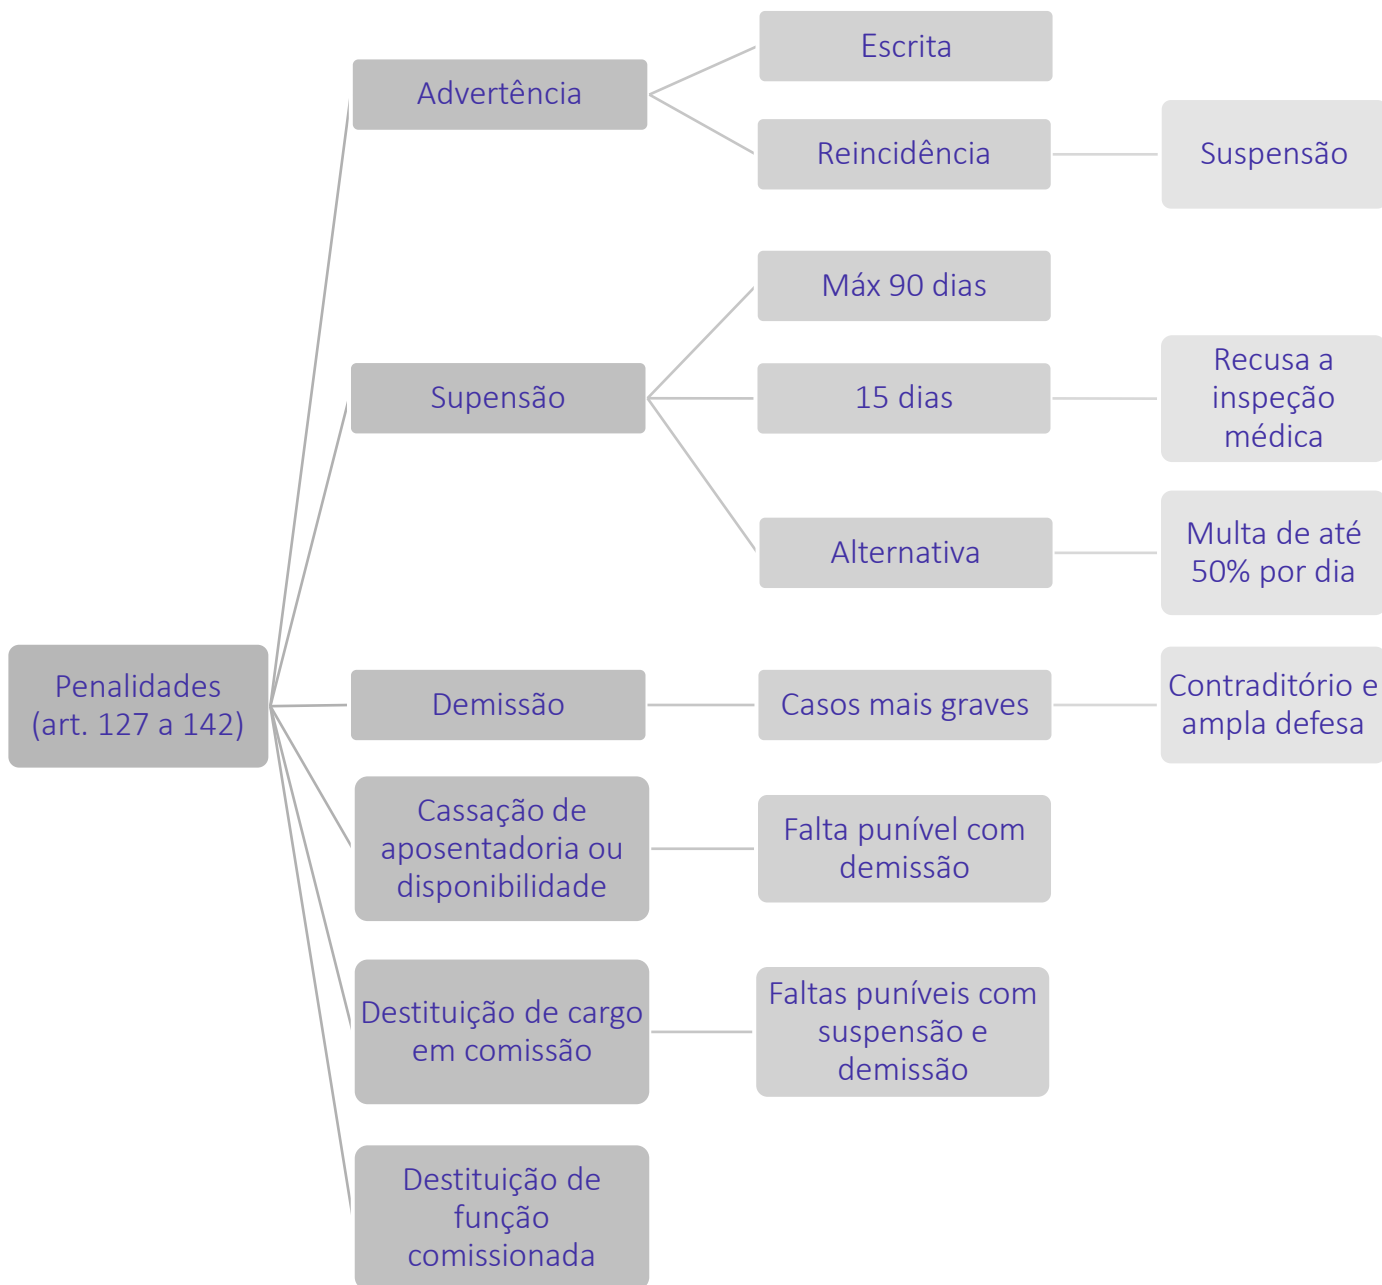 Penalidades
(art. 127 a 142)
Advertência
Escrita
Reincidência
Suspensão
Supensão
Máx 90 dias
15 dias
Recusa a
inspeção
médica
Alternativa
Multa de até
50% por dia
Demissão
Casos mais graves
Contraditório e
ampla defesa
Cassação de
aposentadoria ou
disponibilidade
Falta punível com
demissão
Destituição de cargo
em comissão
Faltas puníveis com
suspensão e
demissão
Destituição de
função
comissionada